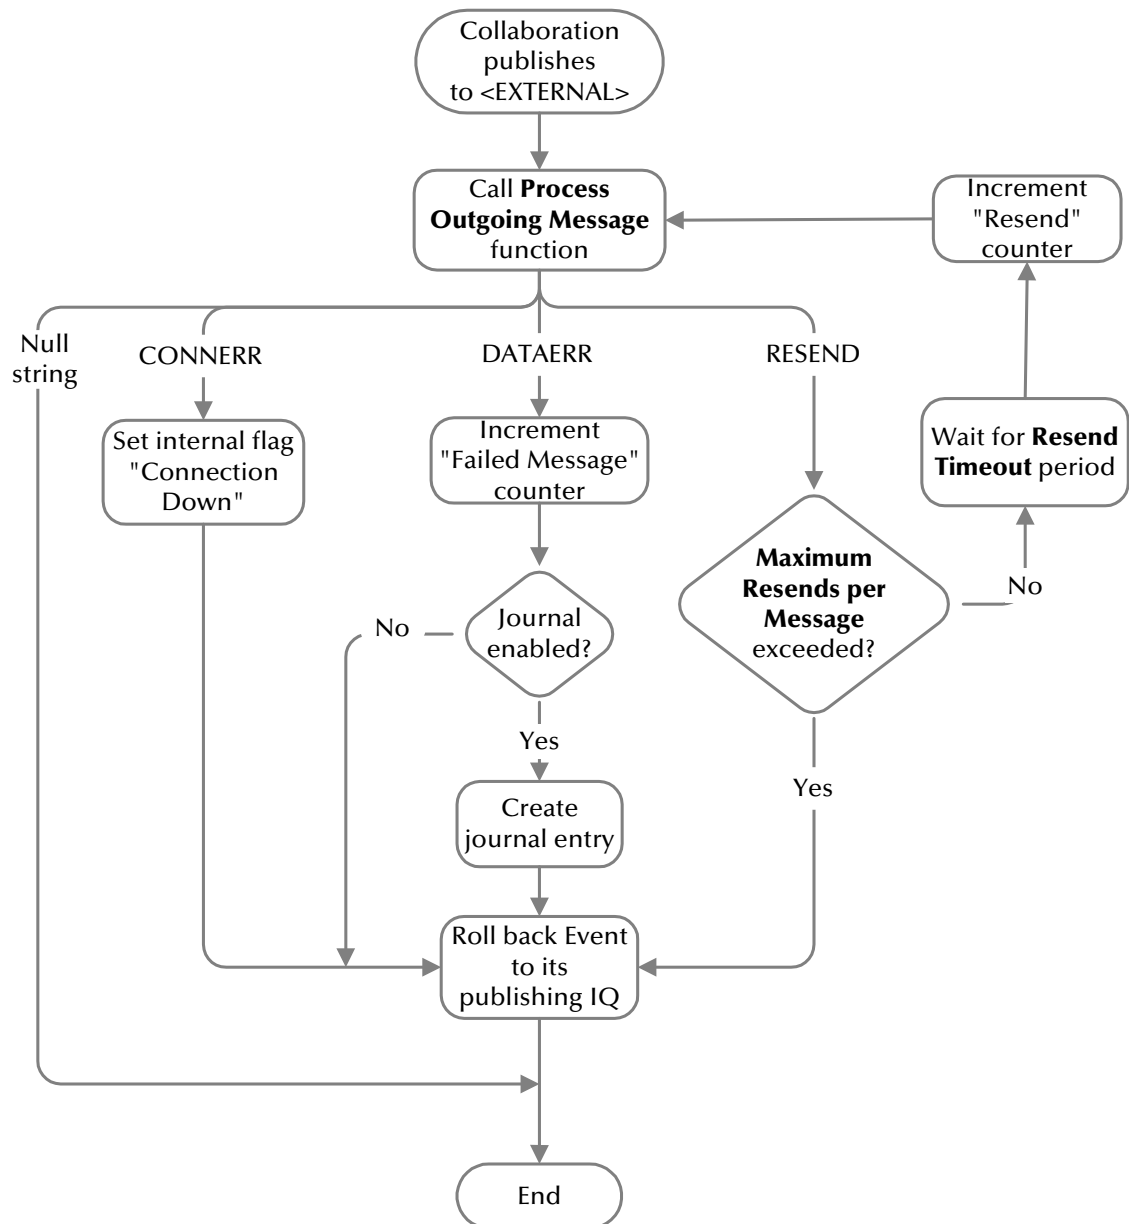 Collaboration
publishes
to <EXTERNAL>
Call Process
Outgoing Message
function
Increment
"Resend"
counter
Null
string
CONNERR
DATAERR
RESEND
Set internal flag
"Connection
Down"
Increment
"Failed Message"
counter
Wait for Resend
Timeout period
Maximum
Resends per
Message
exceeded?
No
Journal
enabled?
No
Yes
Yes
Create
journal entry
Roll back Event
to its
publishing IQ
End